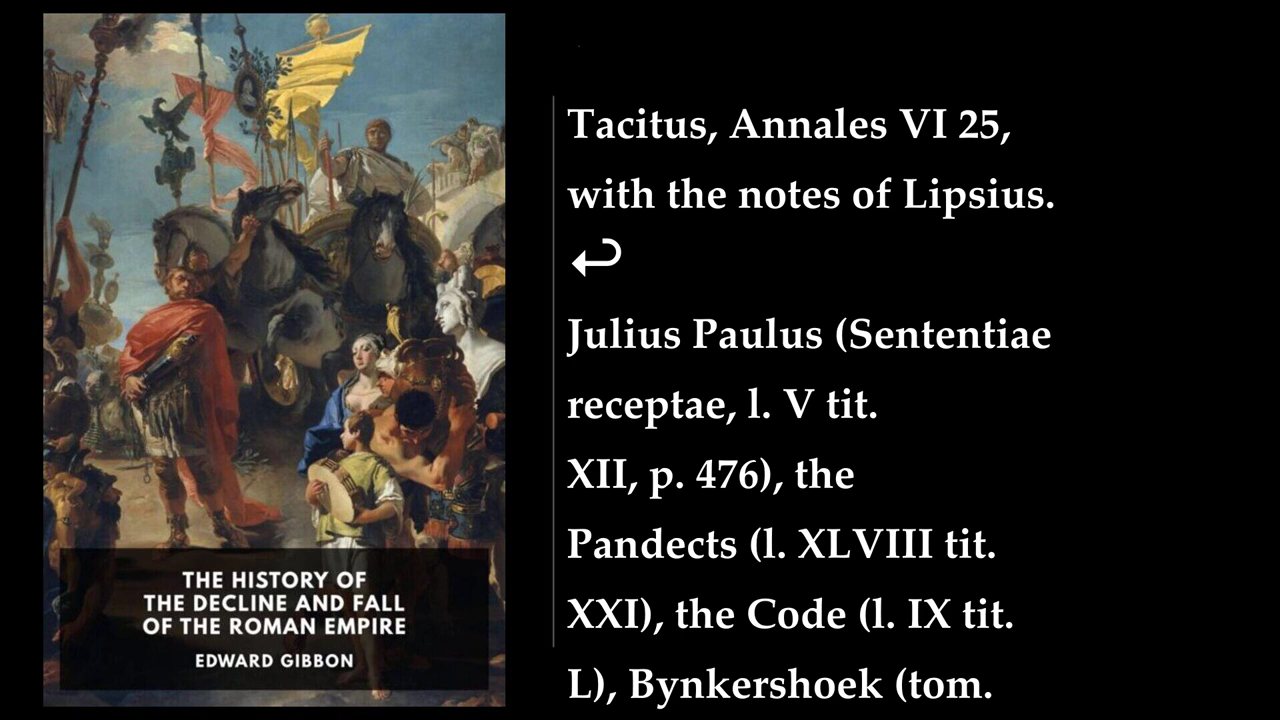 THE HISTORY OF
THE DECLINE AND FALL
OF THE ROMAN EMPIRE
EDWARD GIBBON
Tacitus, Annales VI 25,
with the notes of Lipsius.
↩
Julius Paulus (Sententiae
receptae, l. V tit.
XII, p. 476), the
Pandects (l. XLVIII tit.
XXI), the Code (l. IX tit.
L), Bynkershoek (tom.